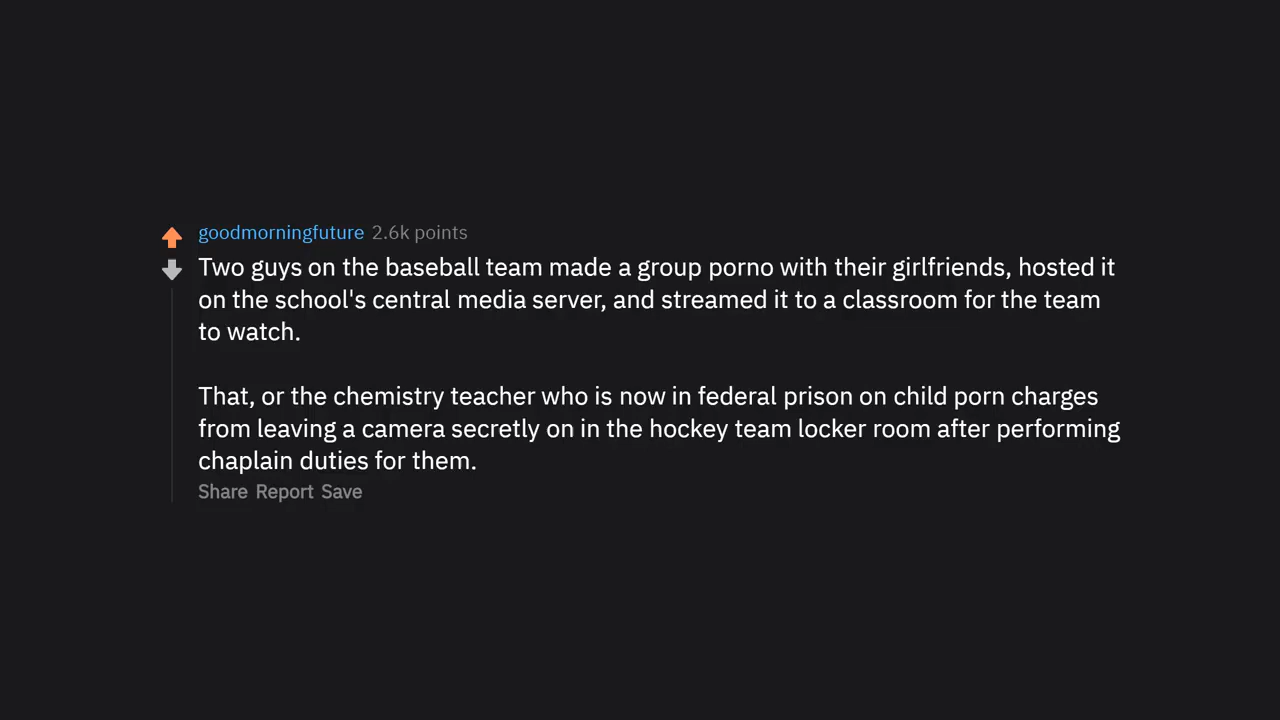 goodmorningfuture 2.6k points
Two guys on the baseball team made a group porno with their girlfriends, hosted it
on the school's central media server, and streamed it to a classroom for the team
to watch.
That, or the chemistry teacher who is now in federal prison on child porn charges
from leaving a camera secretly on in the hockey team locker room after performing
chaplain duties for them.
Share Report Save